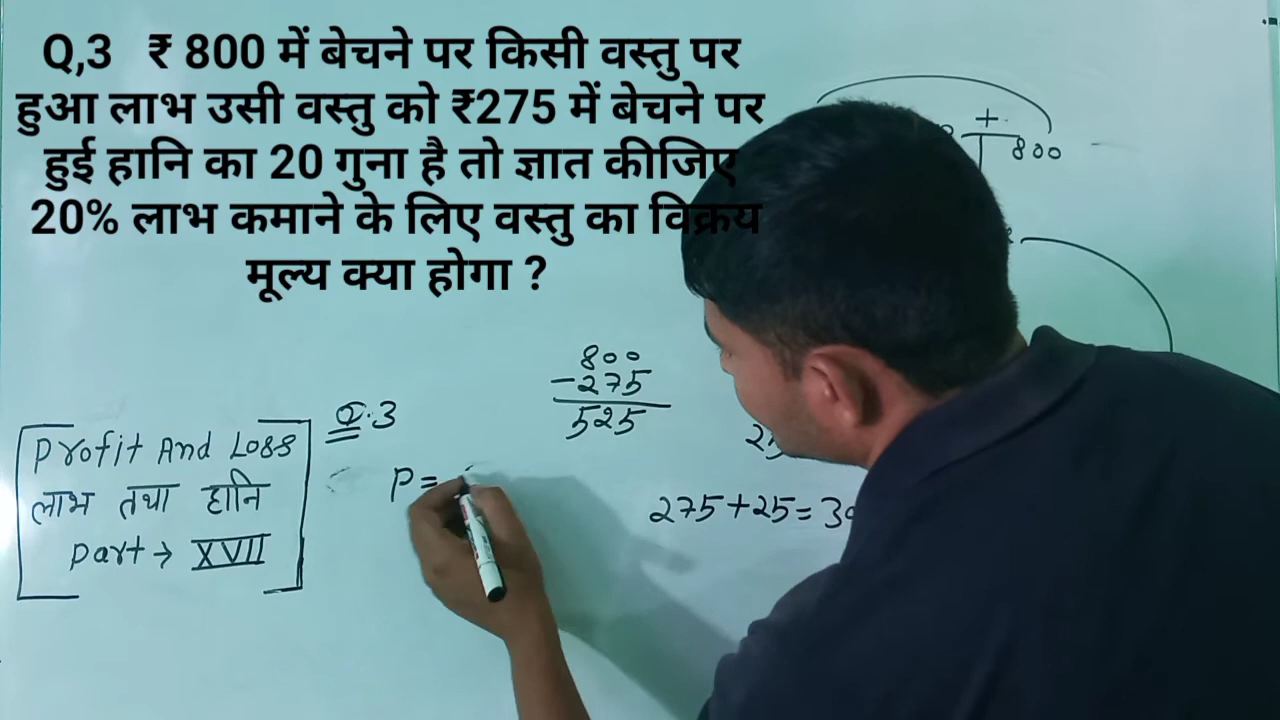 Q,3 ₹ 800 में बेचने पर किसी वस्तु पर
हुआ लाभ उसी वस्तु को ₹275 में बेचने पर
हुई हानि का 20 गुना है तो ज्ञात कीजिए
20% लाभ कमाने के लिए वस्तु का विक्रय
मूल्य क्या होगा ?
+
800
800
-275
525
Q.3
Profit And Loss
लाभ तथा हानि
Part → XVII
P=
275+25=